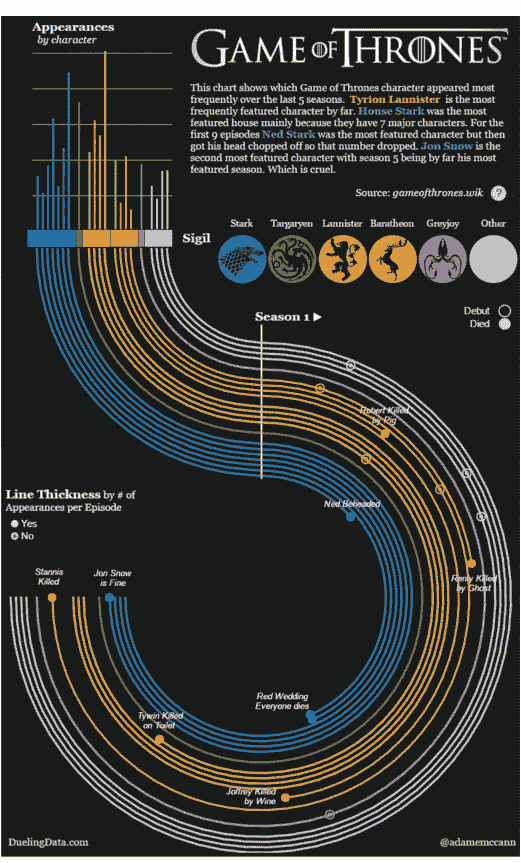 Appearances
by character
GAME OF THRONES
This chart shows which Game of Thrones character appeared most
frequently over the last 5 seasons. Tyrion Lannister is the most
frequently featured character by far. House Stark was the most
featured house mainly because they have 7 major characters. For the
first 9 episodes Ned Stark was the most featured character but then
got his head chopped off so that number dropped. Jon Snow is the
second most featured character with season 5 being by far his most
featured season. Which is cruel.
Source: gameofthrones.wik ?
Sigil
Stark Targaryen Lannister Baratheon Greyjoy Other
Debut
Died
Season 1 ▶
Robert Killed
by Pig
Line Thickness by # of
Appearances per Episode
Yes
No
Ned Beheaded
Stannis
Killed
Jon Snow
is Fine
Renly Killed
by Ghost
Red Wedding
Everyone dies
Tywin Killed
on Toilet
Joffrey Killed
by Wine
DuelingData.com
@adamemccann